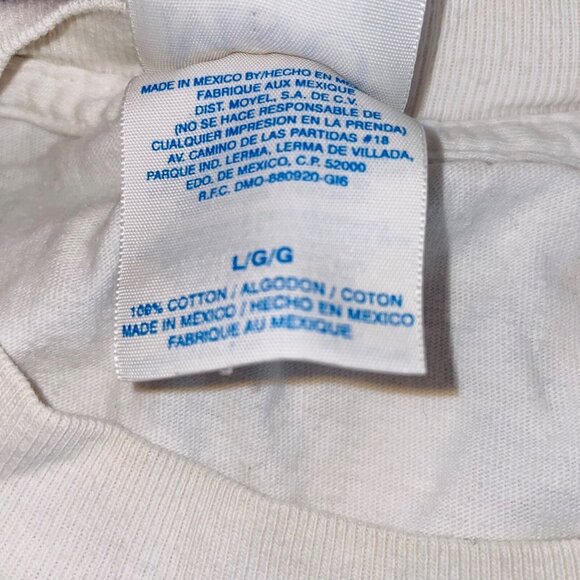 MADE IN MEXICO BY/HECHO EN
FABRIQUE AUX MEXIQUE
DIST. MOYEL, S.A. DE C.V.
(NO SE HACE RESPONSABLE DE
CUALQUIER IMPRESION EN LA PRENDA)
AV. CAMINO DE LAS PARTIDAS #18
PARQUE IND. LERMA, LERMA DE VILLADA,
EDO. DE MEXICO, C.P. 52000
R.F.C. DMO-880920-GI6
L/G/G
100% COTTON / ALGODON / COTON
MADE IN MEXICO / HECHO EN MEXICO
FABRIQUE AU MEXIQUE